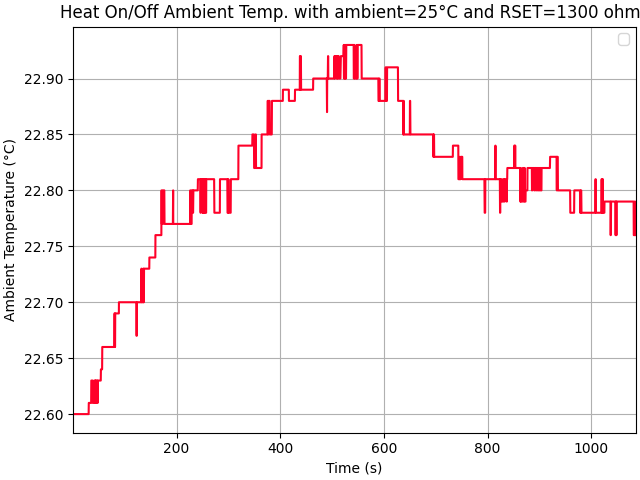 Heat On/Off Ambient Temp. with ambient=25°C and RSET=1300 ohm
Ambient Temperature (°C)
22.90
22.85
22.80
22.75
22.70
22.65
22.60
200 400 600 800 1000
Time (s)